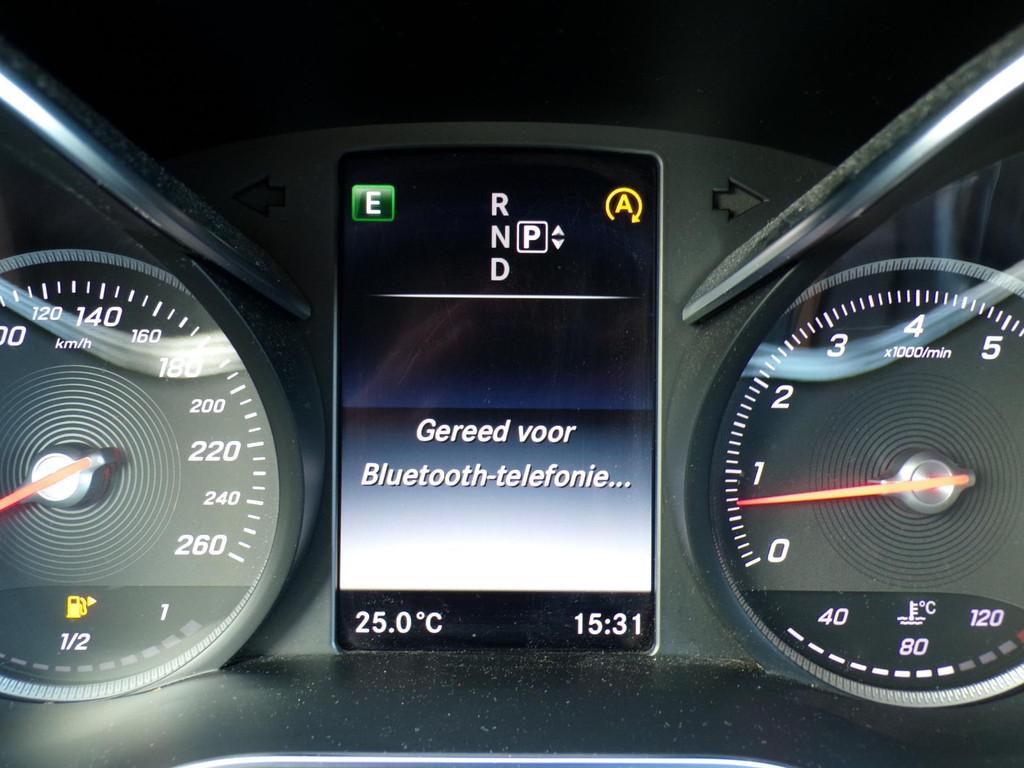 E
R
A
N P
D
00 120 140 160
km/h
180
200
220
240
260
1
1/2
Gereed voor
Bluetooth-telefonie...
25.0 °C 15:31
0 1 2 3 4 5
x1000/min
40 °C 120
80